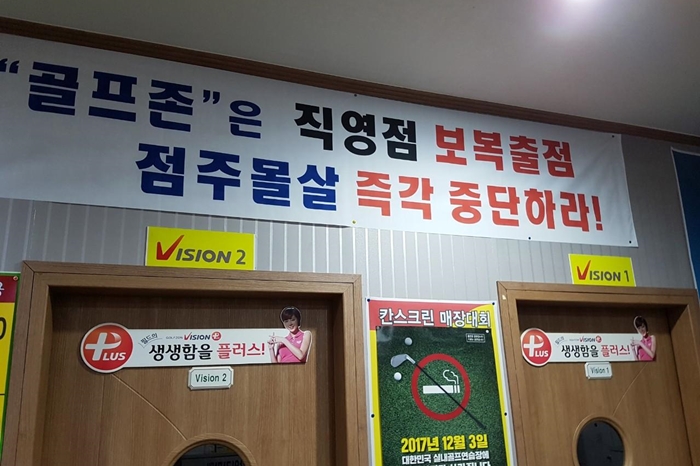 “골프존”은 직영점 보복출점
점주몰살 즉각 중단하라!
VISION 2
VISION 1
PLUS
필드의
VISION
생생함을 플러스!
Vision 2
칸스크린 매장대회
2017년 12월 3일
대한민국 실내골프연습장에
PLUS
VISION
생생함을 플러스!
Vision 1